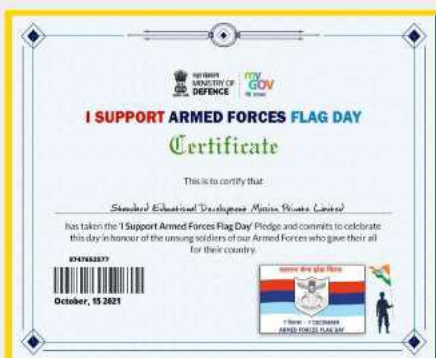 MINISTRY OF
DEFENCE
my
GOV
I SUPPORT ARMED FORCES FLAG DAY
Certificate
This is to certify that
Standard Educational Development Mission Private Limited
has taken the 'I Support Armed Forces Flag Day' Pledge and commits to celebrate
this day in honour of the unsung soldiers of our Armed Forces who gave their all
for their country.
8747652577
October, 15 2021
सशस्त्र सेना झंडा दिवस
ARMED FORCES FLAG DAY